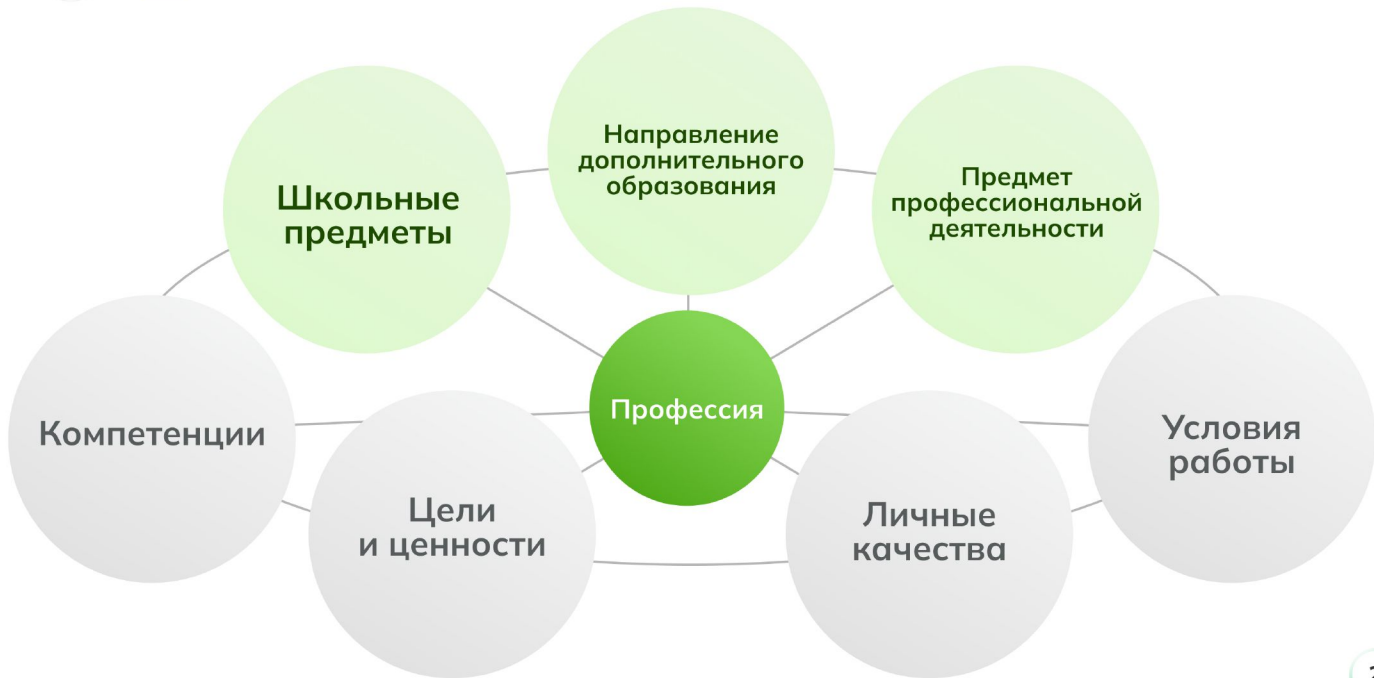 Направление
дополнительного
образования
Школьные
предметы
Предмет
профессиональной
деятельности
Профессия
Компетенции
Условия
работы
Цели
и ценности
Личные
качества